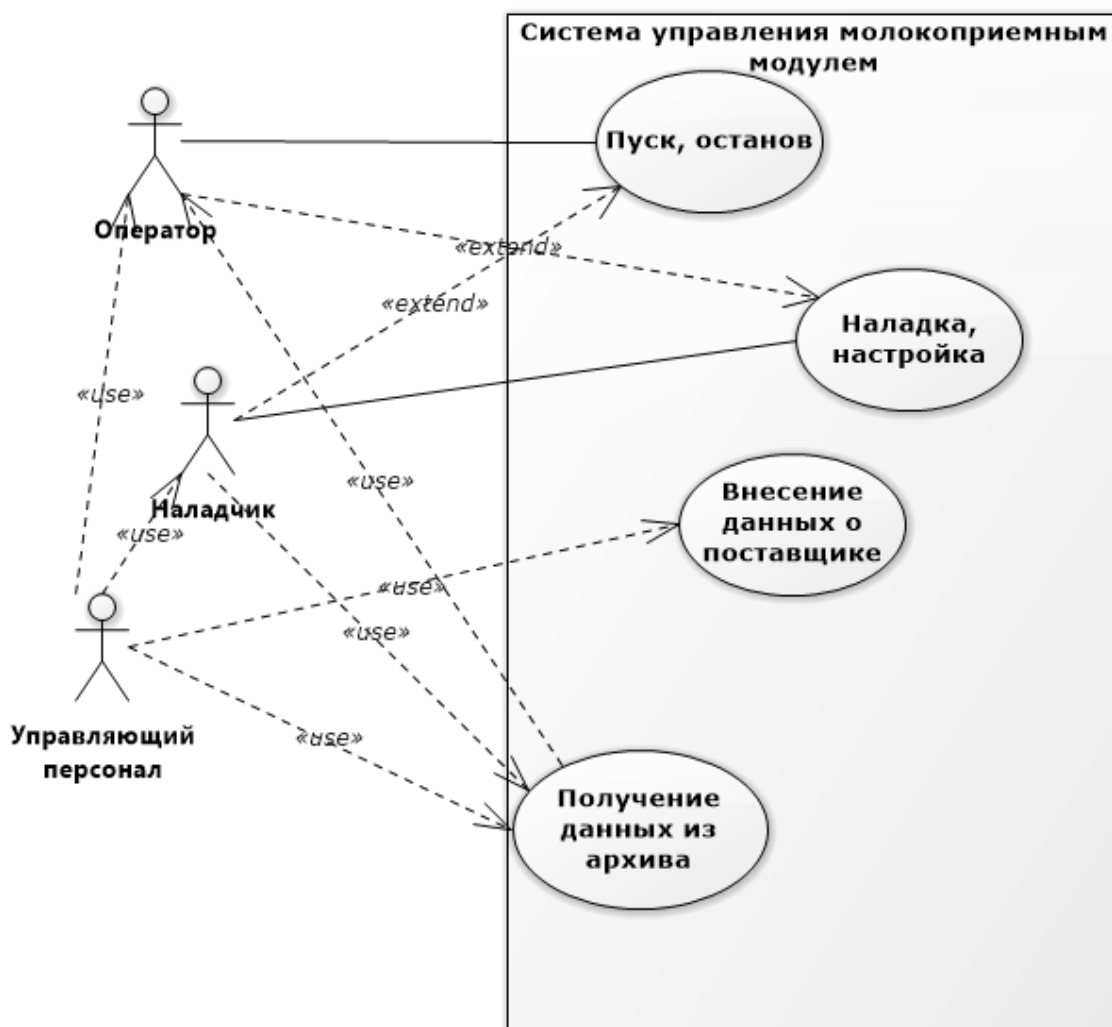 Система управления молокоприемным
модулем
Пуск, останов
Оператор
«extend»
«extend»
Наладка,
настройка
«use»
«use»
Наладчик
«use»
Внесение
данных о
поставщике
«use»
«use»
Управляющий
персонал
«use»
Получение
данных из
архива